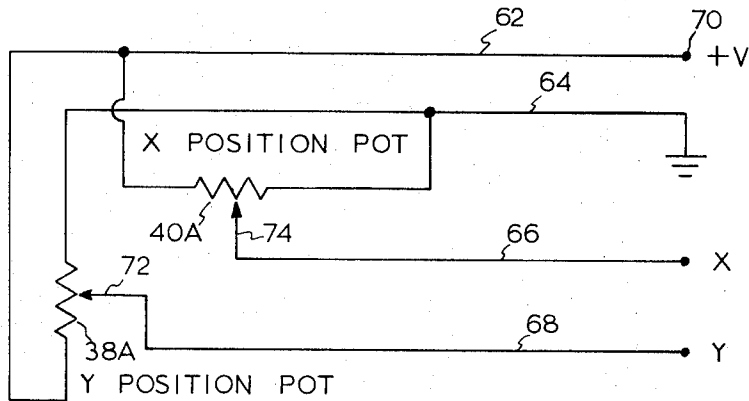 62
70
+V
64
X POSITION POT
40A
74
66
X
72
68
38A
Y
Y POSITION POT